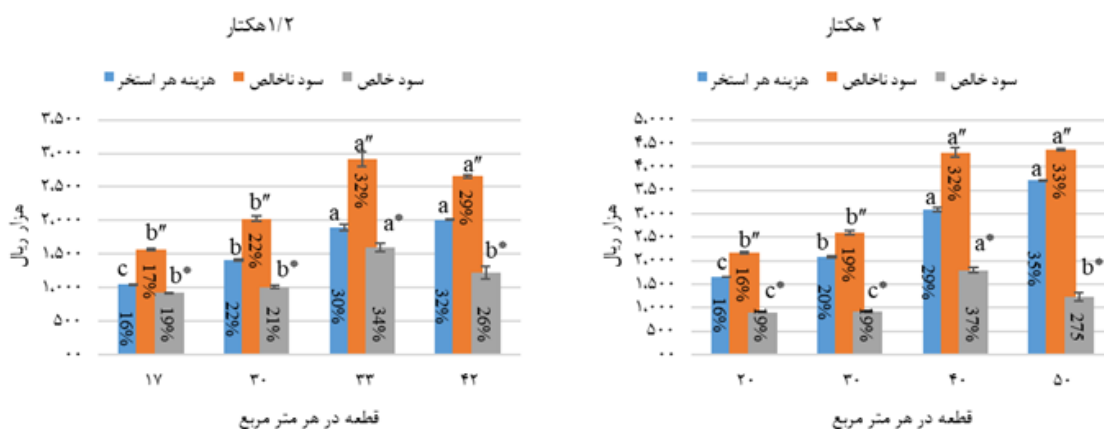 ۱/۲هکتار
هزینه هر استخر سود ناخالص سود خالص
هزار ریال
۳،۵۰۰
۳،۰۰۰
۲،۵۰۰
۲،۰۰۰
۱،۵۰۰
۱،۰۰۰
۵۰۰
۰۰
c b″ b*
16% 17% 19%
b b″ b*
22% 22% 21%
a a″ a*
30% 32% 34%
a a″ b*
32% 29% 26%
۱۷ ۳۰ ۳۳ ۴۲
قطعه در هر متر مربع
۲ هکتار
هزینه هر استخر سود ناخالص سود خالص
هزار ریال
۵،۰۰۰
۴،۵۰۰
۴،۰۰۰
۳،۵۰۰
۳،۰۰۰
۲،۵۰۰
۲،۰۰۰
۱،۵۰۰
۱،۰۰۰
۵۰۰
۰۰
c b″ c*
16% 16% 19%
b b″ c*
20% 19% 19%
a a″ a*
29% 32% 37%
a a″ b*
35% 33% 275
۲۰ ۳۰ ۴۰ ۵۰
قطعه در هر متر مربع